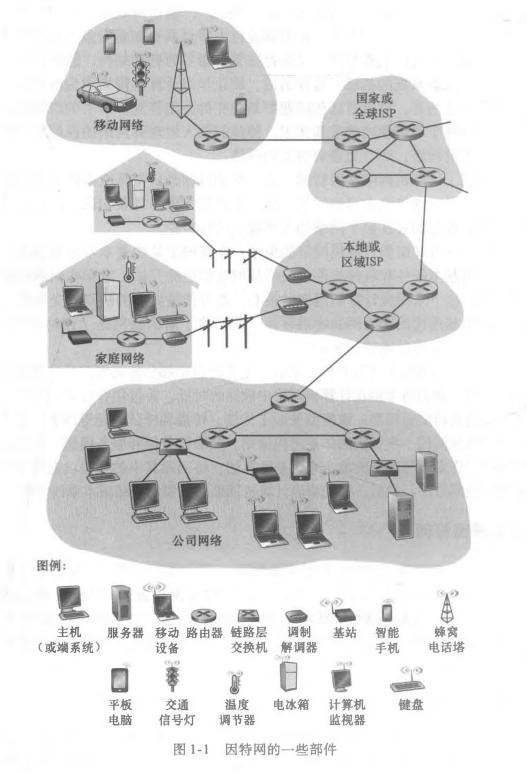 移动网络
国家或
全球ISP
本地或
区域ISP
家庭网络
公司网络
图例:
主机
(或端系统)
服务器
移动
设备
路由器
链路层
交换机
调制
解调器
基站
智能
手机
蜂窝
电话塔
平板
电脑
交通
信号灯
温度
调节器
电冰箱
计算机
监视器
键盘
图 1-1 因特网的一些部件